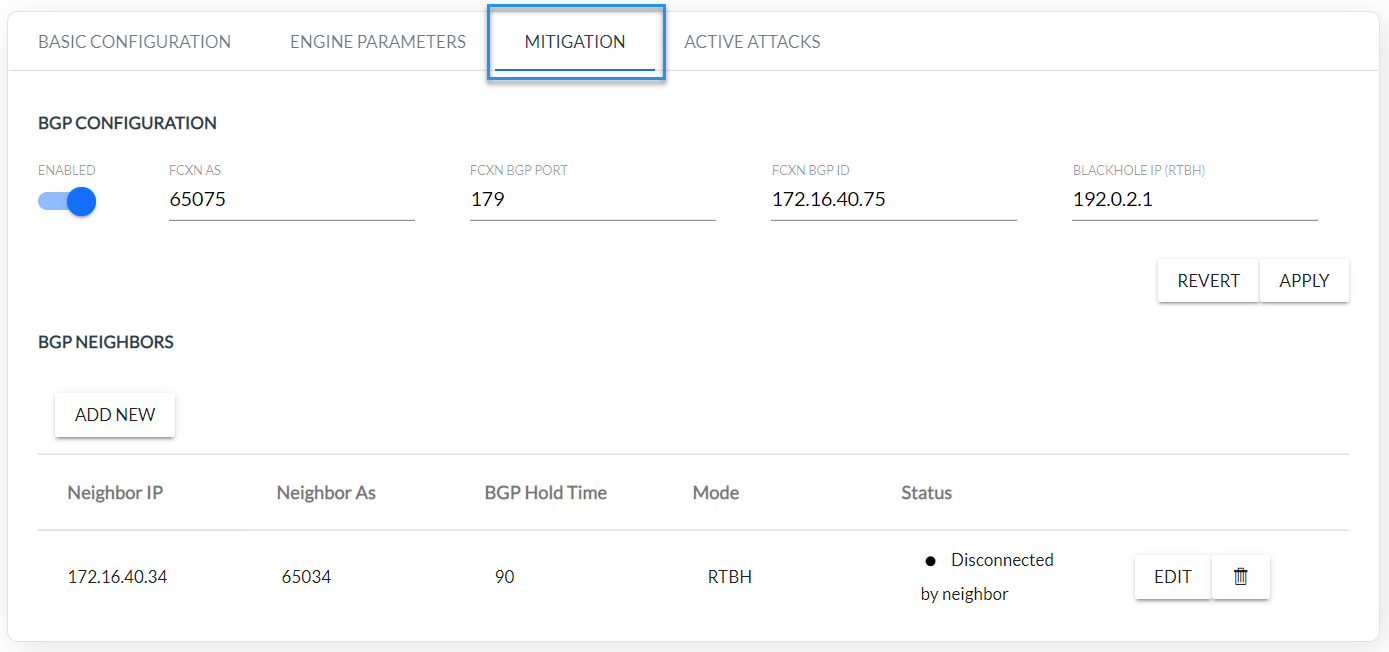 BASIC CONFIGURATION ENGINE PARAMETERS MITIGATION ACTIVE ATTACKS
BGP CONFIGURATION
ENABLED FCXN AS FCXN BGP PORT FCXN BGP ID BLACKHOLE IP (RTBH)
65075 179 172.16.40.75 192.0.2.1
REVERT APPLY
BGP NEIGHBORS
ADD NEW
Neighbor IP Neighbor As BGP Hold Time Mode Status
172.16.40.34 65034 90 RTBH Disconnected
by neighbor EDIT